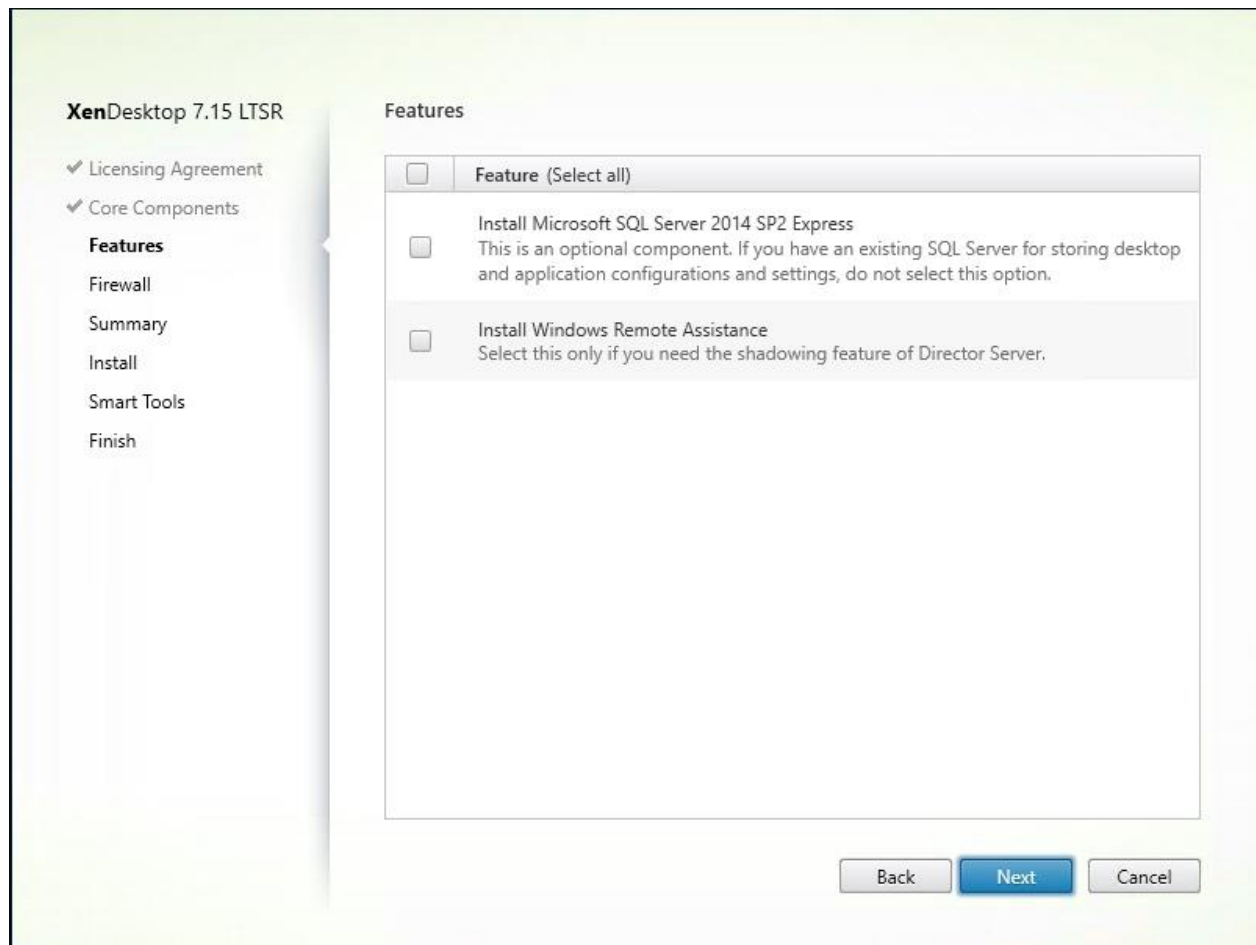 XenDesktop 7.15 LTSR
Licensing Agreement
Core Components
Features
Firewall
Summary
Install
Smart Tools
Finish
Features
Feature (Select all)
Install Microsoft SQL Server 2014 SP2 Express
This is an optional component. If you have an existing SQL Server for storing desktop
and application configurations and settings, do not select this option.
Install Windows Remote Assistance
Select this only if you need the shadowing feature of Director Server.
Back
Next
Cancel